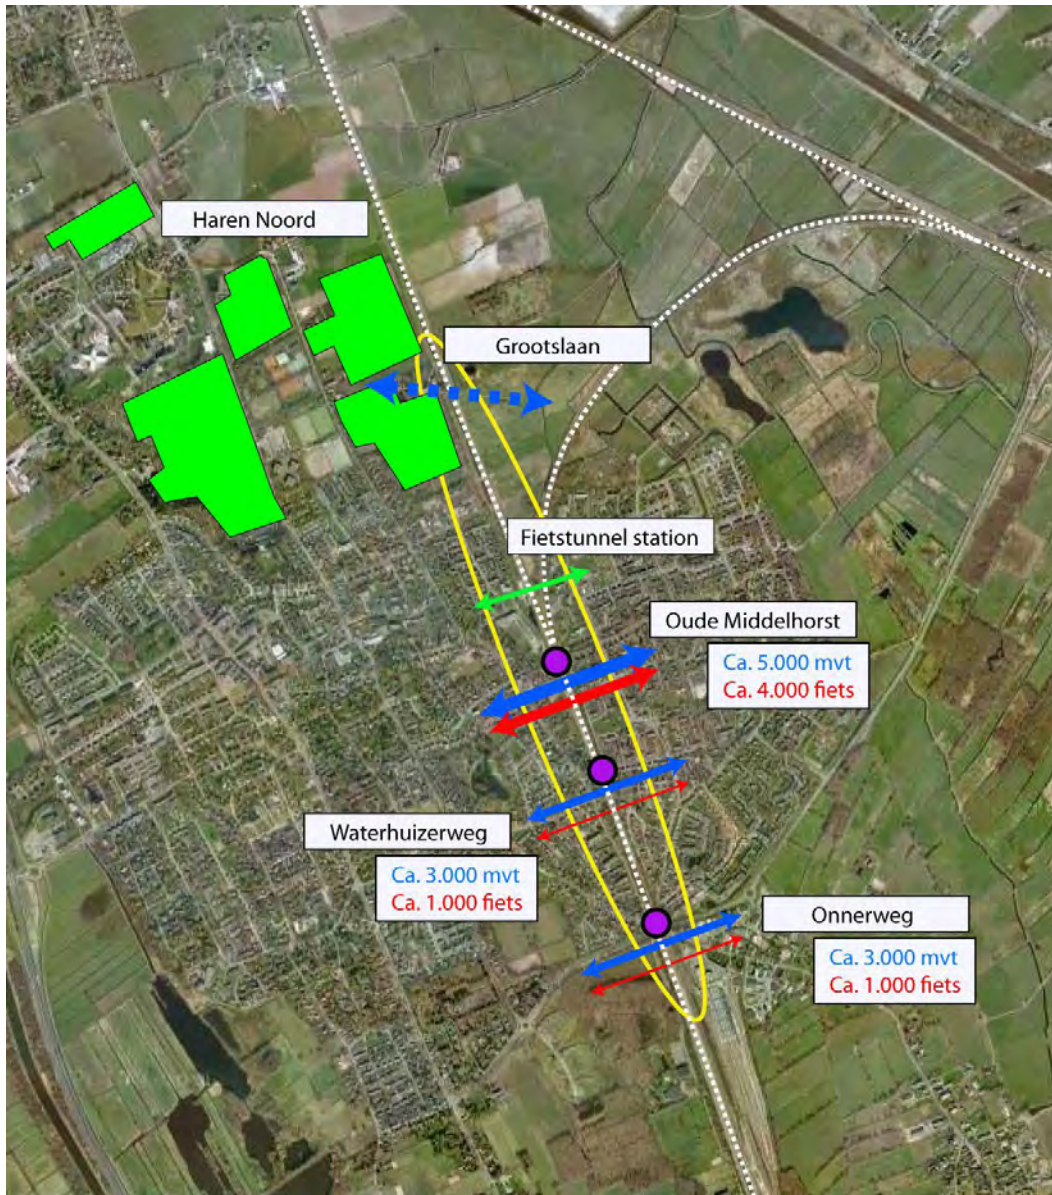 Haren Noord
Grootslaan
Fietstunnel station
Oude Middelhorst
Ca. 5.000 mvt
Ca. 4.000 fiets
Waterhuizerweg
Ca. 3.000 mvt
Ca. 1.000 fiets
Onnerweg
Ca. 3.000 mvt
Ca. 1.000 fiets